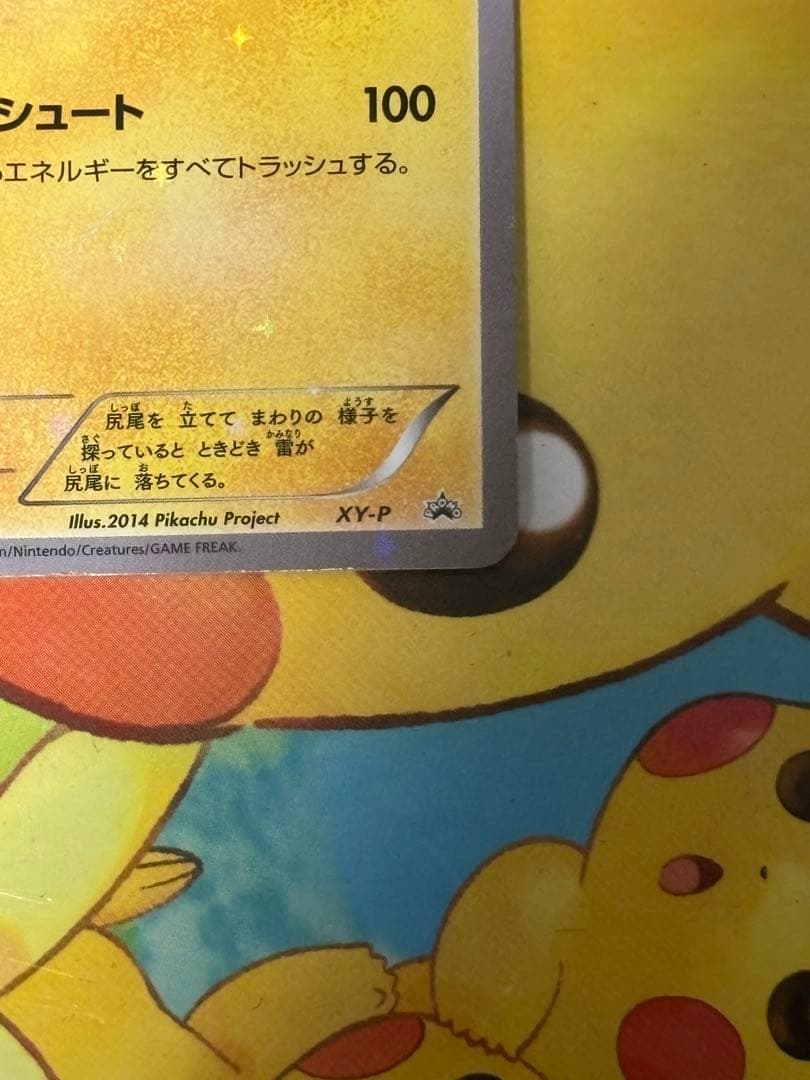 シュート 100
エネルギーをすべてトラッシュする。
尻尾を 立てて まわりの 様子を
探っていると ときどき 雷が
尻尾に 落ちてくる。
Illus.2014 Pikachu Project XY-P PROMO
/Nintendo/Creatures/GAME FREAK.